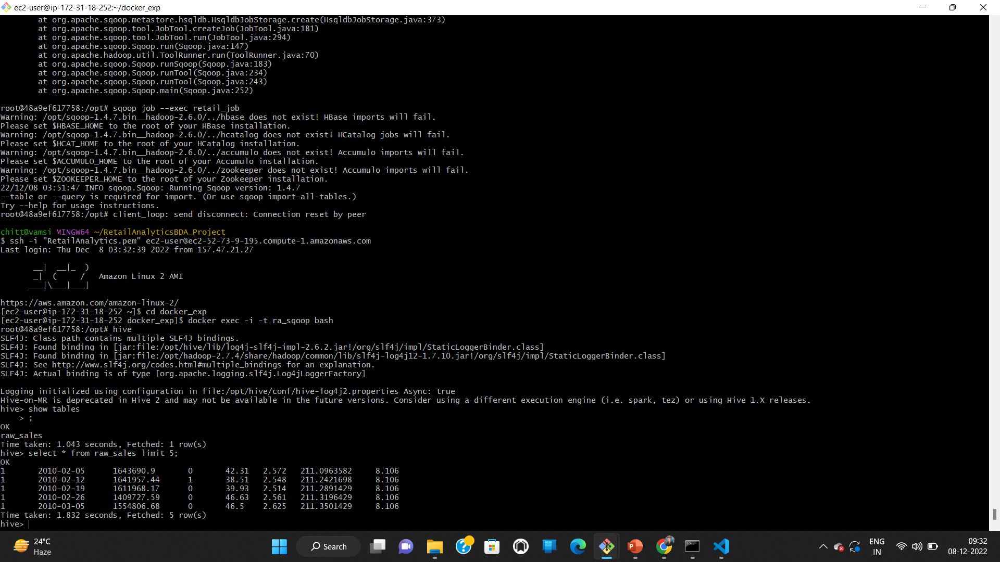 ec2-user@ip-172-31-18-252:~/docker_exp
at org.apache.sqoop.metastore.hsqldb.HsqldbJobStorage.create(HsqldbJobStorage.java:373)
at org.apache.sqoop.tool.JobTool.createJob(JobTool.java:181)
at org.apache.sqoop.tool.JobTool.run(JobTool.java:294)
at org.apache.sqoop.Sqoop.run(Sqoop.java:147)
at org.apache.hadoop.util.ToolRunner.run(ToolRunner.java:70)
at org.apache.sqoop.Sqoop.runSqoop(Sqoop.java:183)
at org.apache.sqoop.Sqoop.runTool(Sqoop.java:234)
at org.apache.sqoop.Sqoop.runTool(Sqoop.java:243)
at org.apache.sqoop.Sqoop.main(Sqoop.java:252)
root@48a9ef617758:/opt# sqoop job --exec retail_job
Warning: /opt/sqoop-1.4.7.bin__hadoop-2.6.0/../hbase does not exist! HBase imports will fail.
Please set $HBASE_HOME to the root of your HBase installation.
Warning: /opt/sqoop-1.4.7.bin__hadoop-2.6.0/../hcatalog does not exist! HCatalog jobs will fail.
Please set $HCAT_HOME to the root of your HCatalog installation.
Warning: /opt/sqoop-1.4.7.bin__hadoop-2.6.0/../accumulo does not exist! Accumulo imports will fail.
Please set $ACCUMULO_HOME to the root of your Accumulo installation.
Warning: /opt/sqoop-1.4.7.bin__hadoop-2.6.0/../zookeeper does not exist! Accumulo imports will fail.
Please set $ZOOKEEPER_HOME to the root of your Zookeeper installation.
22/12/08 03:51:47 INFO sqoop.Sqoop: Running Sqoop version: 1.4.7
--table or --query is required for import. (Or use sqoop import-all-tables.)
Try --help for usage instructions.
root@48a9ef617758:/opt# client_loop: send disconnect: Connection reset by peer
chitt@vamsi MINGW64 ~/RetailAnalyticsBDA_Project
$ ssh -i "RetailAnalytics.pem" ec2-user@ec2-52-73-9-195.compute-1.amazonaws.com
Last login: Thu Dec  8 03:32:39 2022 from 157.47.21.27
__|  __|_  )
_|  (     /   Amazon Linux 2 AMI
___|\___|___|
https://aws.amazon.com/amazon-linux-2/
[ec2-user@ip-172-31-18-252 ~]$ cd docker_exp
[ec2-user@ip-172-31-18-252 docker_exp]$ docker exec -i -t ra_sqoop bash
root@48a9ef617758:/opt# hive
SLF4J: Class path contains multiple SLF4J bindings.
SLF4J: Found binding in [jar:file:/opt/hive/lib/log4j-slf4j-impl-2.6.2.jar!/org/slf4j/impl/StaticLoggerBinder.class]
SLF4J: Found binding in [jar:file:/opt/hadoop-2.7.4/share/hadoop/common/lib/slf4j-log4j12-1.7.10.jar!/org/slf4j/impl/StaticLoggerBinder.class]
SLF4J: See http://www.slf4j.org/codes.html#multiple_bindings for an explanation.
SLF4J: Actual binding is of type [org.apache.logging.slf4j.Log4jLoggerFactory]
Logging initialized using configuration in file:/opt/hive/conf/hive-log4j2.properties Async: true
Hive-on-MR is deprecated in Hive 2 and may not be available in the future versions. Consider using a different execution engine (i.e. spark, tez) or using Hive 1.X releases.
hive> show tables
> ;
OK
raw_sales
Time taken: 1.043 seconds, Fetched: 1 row(s)
hive> select * from raw_sales limit 5;
OK
1 2010-02-05 1643690.9 0 42.31 2.572 211.0963582 8.106
1 2010-02-12 1641957.44 1 38.51 2.548 211.2421698 8.106
1 2010-02-19 1611968.17 0 39.93 2.514 211.2891429 8.106
1 2010-02-26 1409727.59 0 46.63 2.561 211.3196429 8.106
1 2010-03-05 1554806.68 0 46.5 2.625 211.3501429 8.106
Time taken: 1.832 seconds, Fetched: 5 row(s)
hive>
24°C
Haze
Search
ENG
IN
09:32
08-12-2022